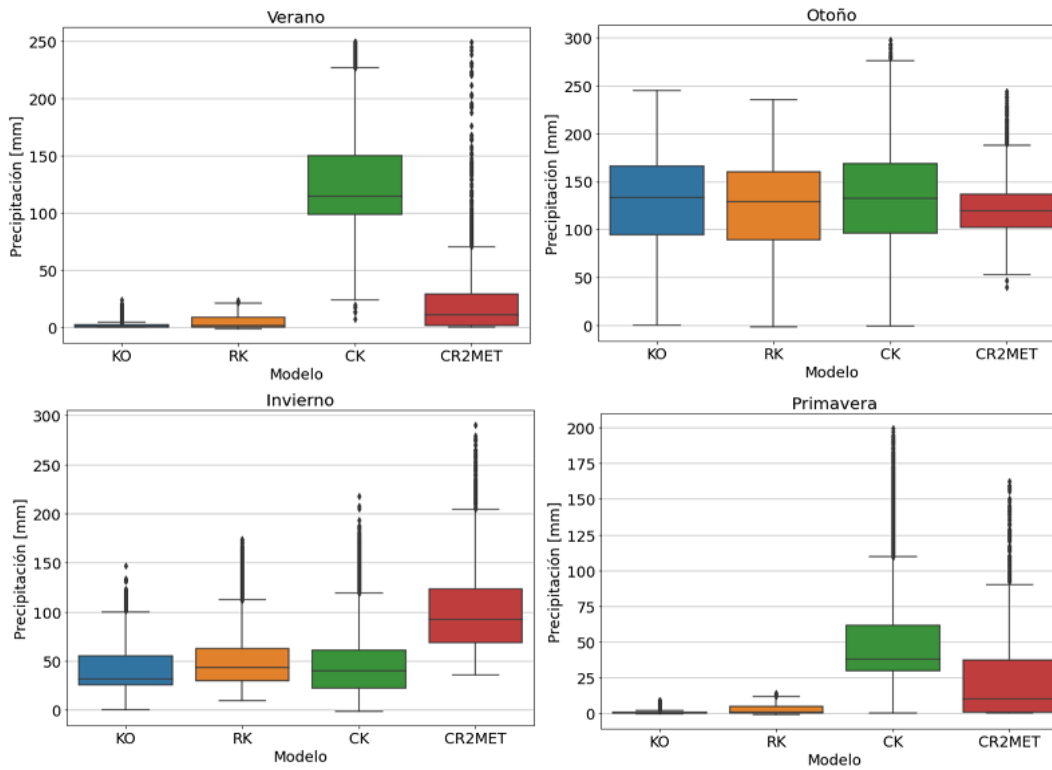 Verano
Precipitación [mm]
250
200
150
100
50
0
KO RK CK CR2MET
Modelo
Otoño
Precipitación [mm]
300
250
200
150
100
50
0
KO RK CK CR2MET
Modelo
Invierno
Precipitación [mm]
300
250
200
150
100
50
0
KO RK CK CR2MET
Modelo
Primavera
Precipitación [mm]
200
175
150
125
100
75
50
25
0
KO RK CK CR2MET
Modelo